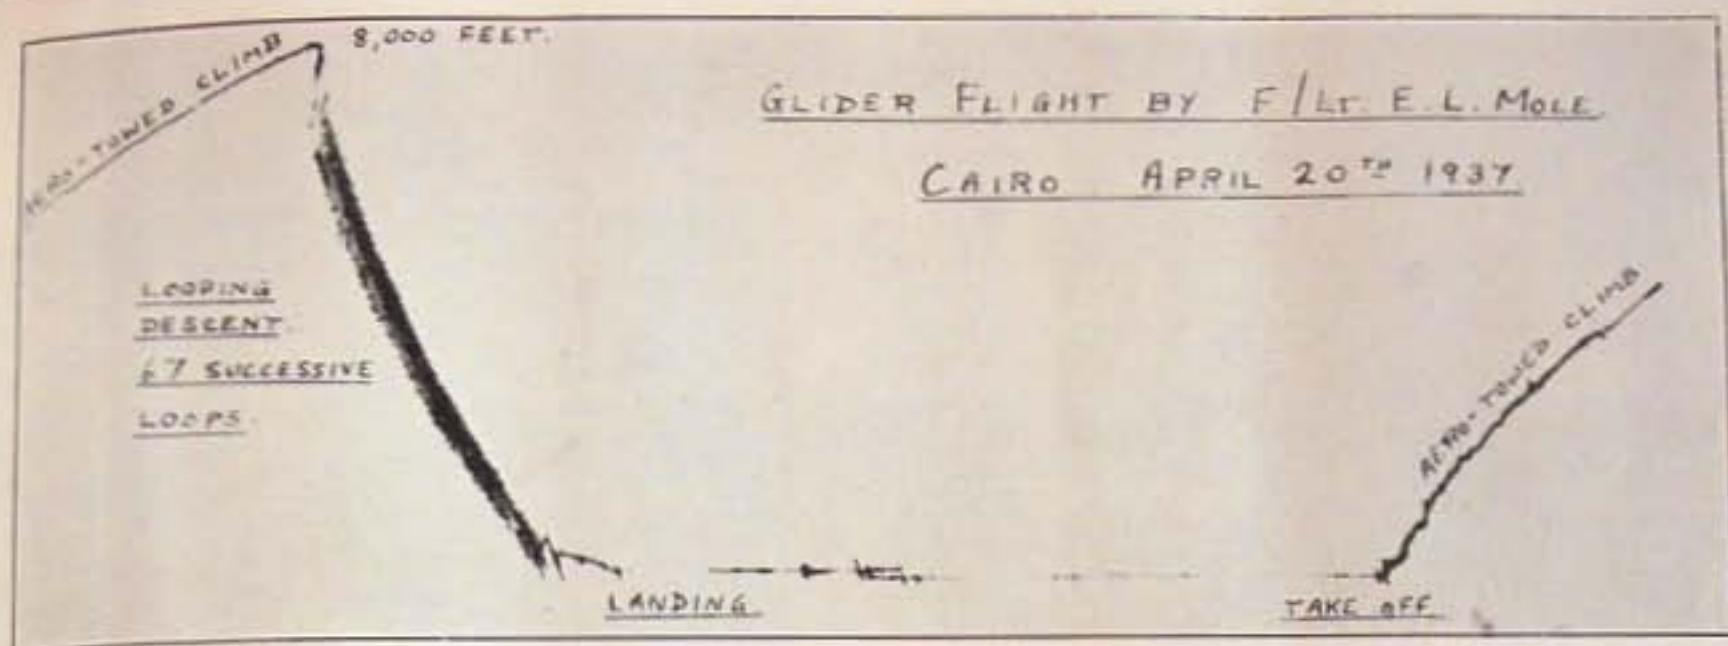 8,000 FEET.
AERO-TOWED CLIMB
GLIDER FLIGHT BY F/LT. E.L. MOLE
CAIRO APRIL 20TH 1937
LOOPING
DESCENT.
67 SUCCESSIVE
LOOPS.
AERO-TOWED CLIMB
LANDING
TAKE OFF